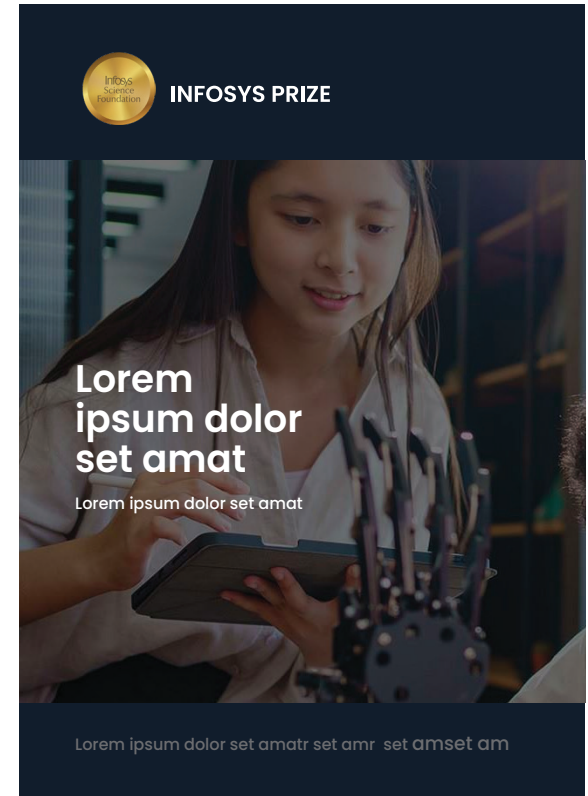 Infosys
Science
Foundation
INFOSYS PRIZE
Lorem
ipsum dolor
set amat
Lorem ipsum dolor set amat
Lorem ipsum dolor set amatr set amr set amset am